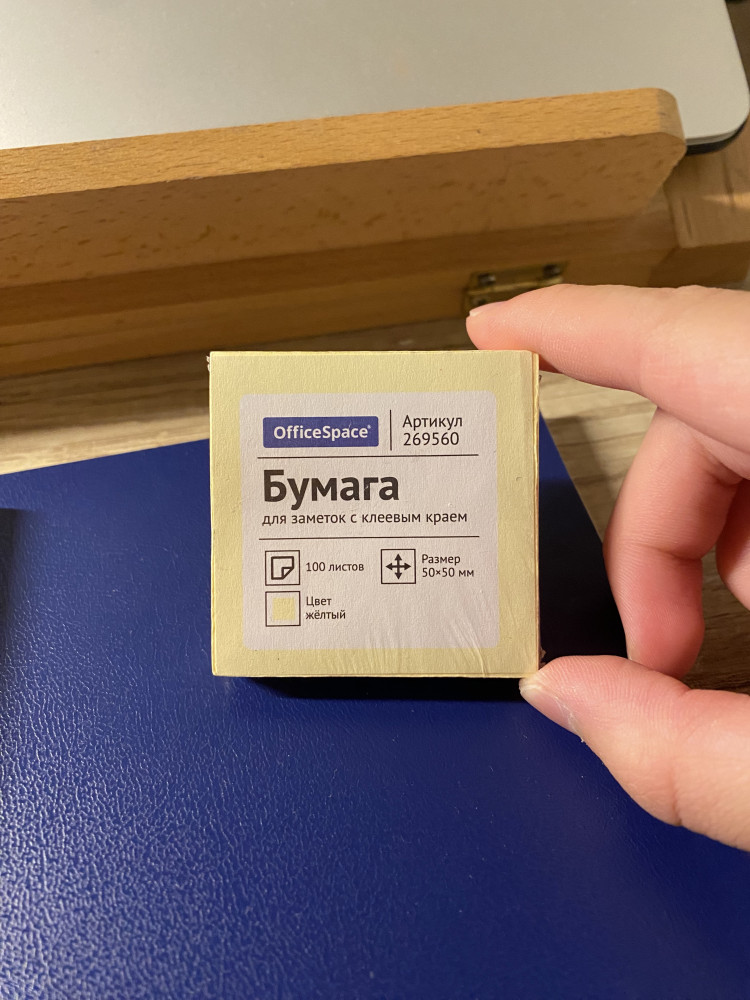 OfficeSpace®
Артикул
269560
Бумага
для заметок с клеевым краем
100 листов
Размер
50×50 мм
Цвет
жёлтый